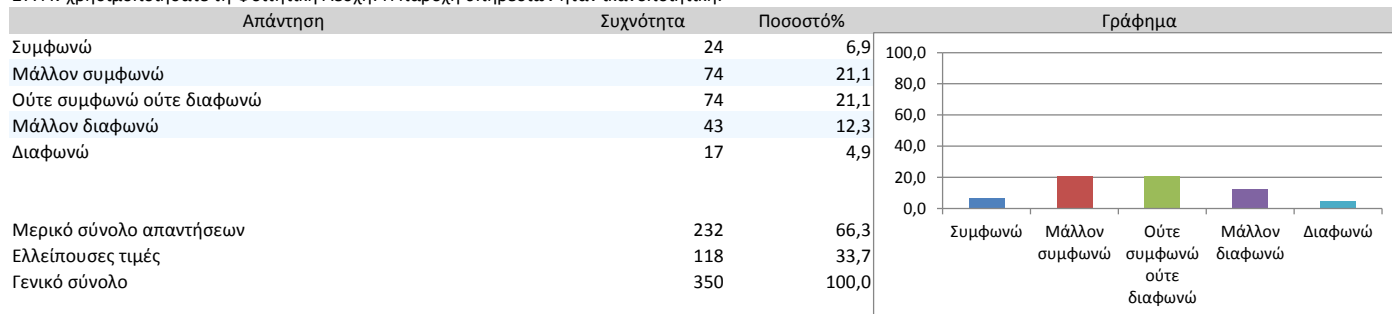 Απάντηση Συχνότητα Ποσοστό% Γράφημα
Συμφωνώ 24 6,9
Μάλλον συμφωνώ 74 21,1
Ούτε συμφωνώ ούτε διαφωνώ 74 21,1
Μάλλον διαφωνώ 43 12,3
Διαφωνώ 17 4,9
Μερικό σύνολο απαντήσεων 232 66,3
Ελλείπουσες τιμές 118 33,7
Γενικό σύνολο 350 100,0
100,0
80,0
60,0
40,0
20,0
0,0
Συμφωνώ Μάλλον Ούτε Μάλλον Διαφωνώ
συμφωνώ συμφωνώ διαφωνώ
ούτε
διαφωνώ